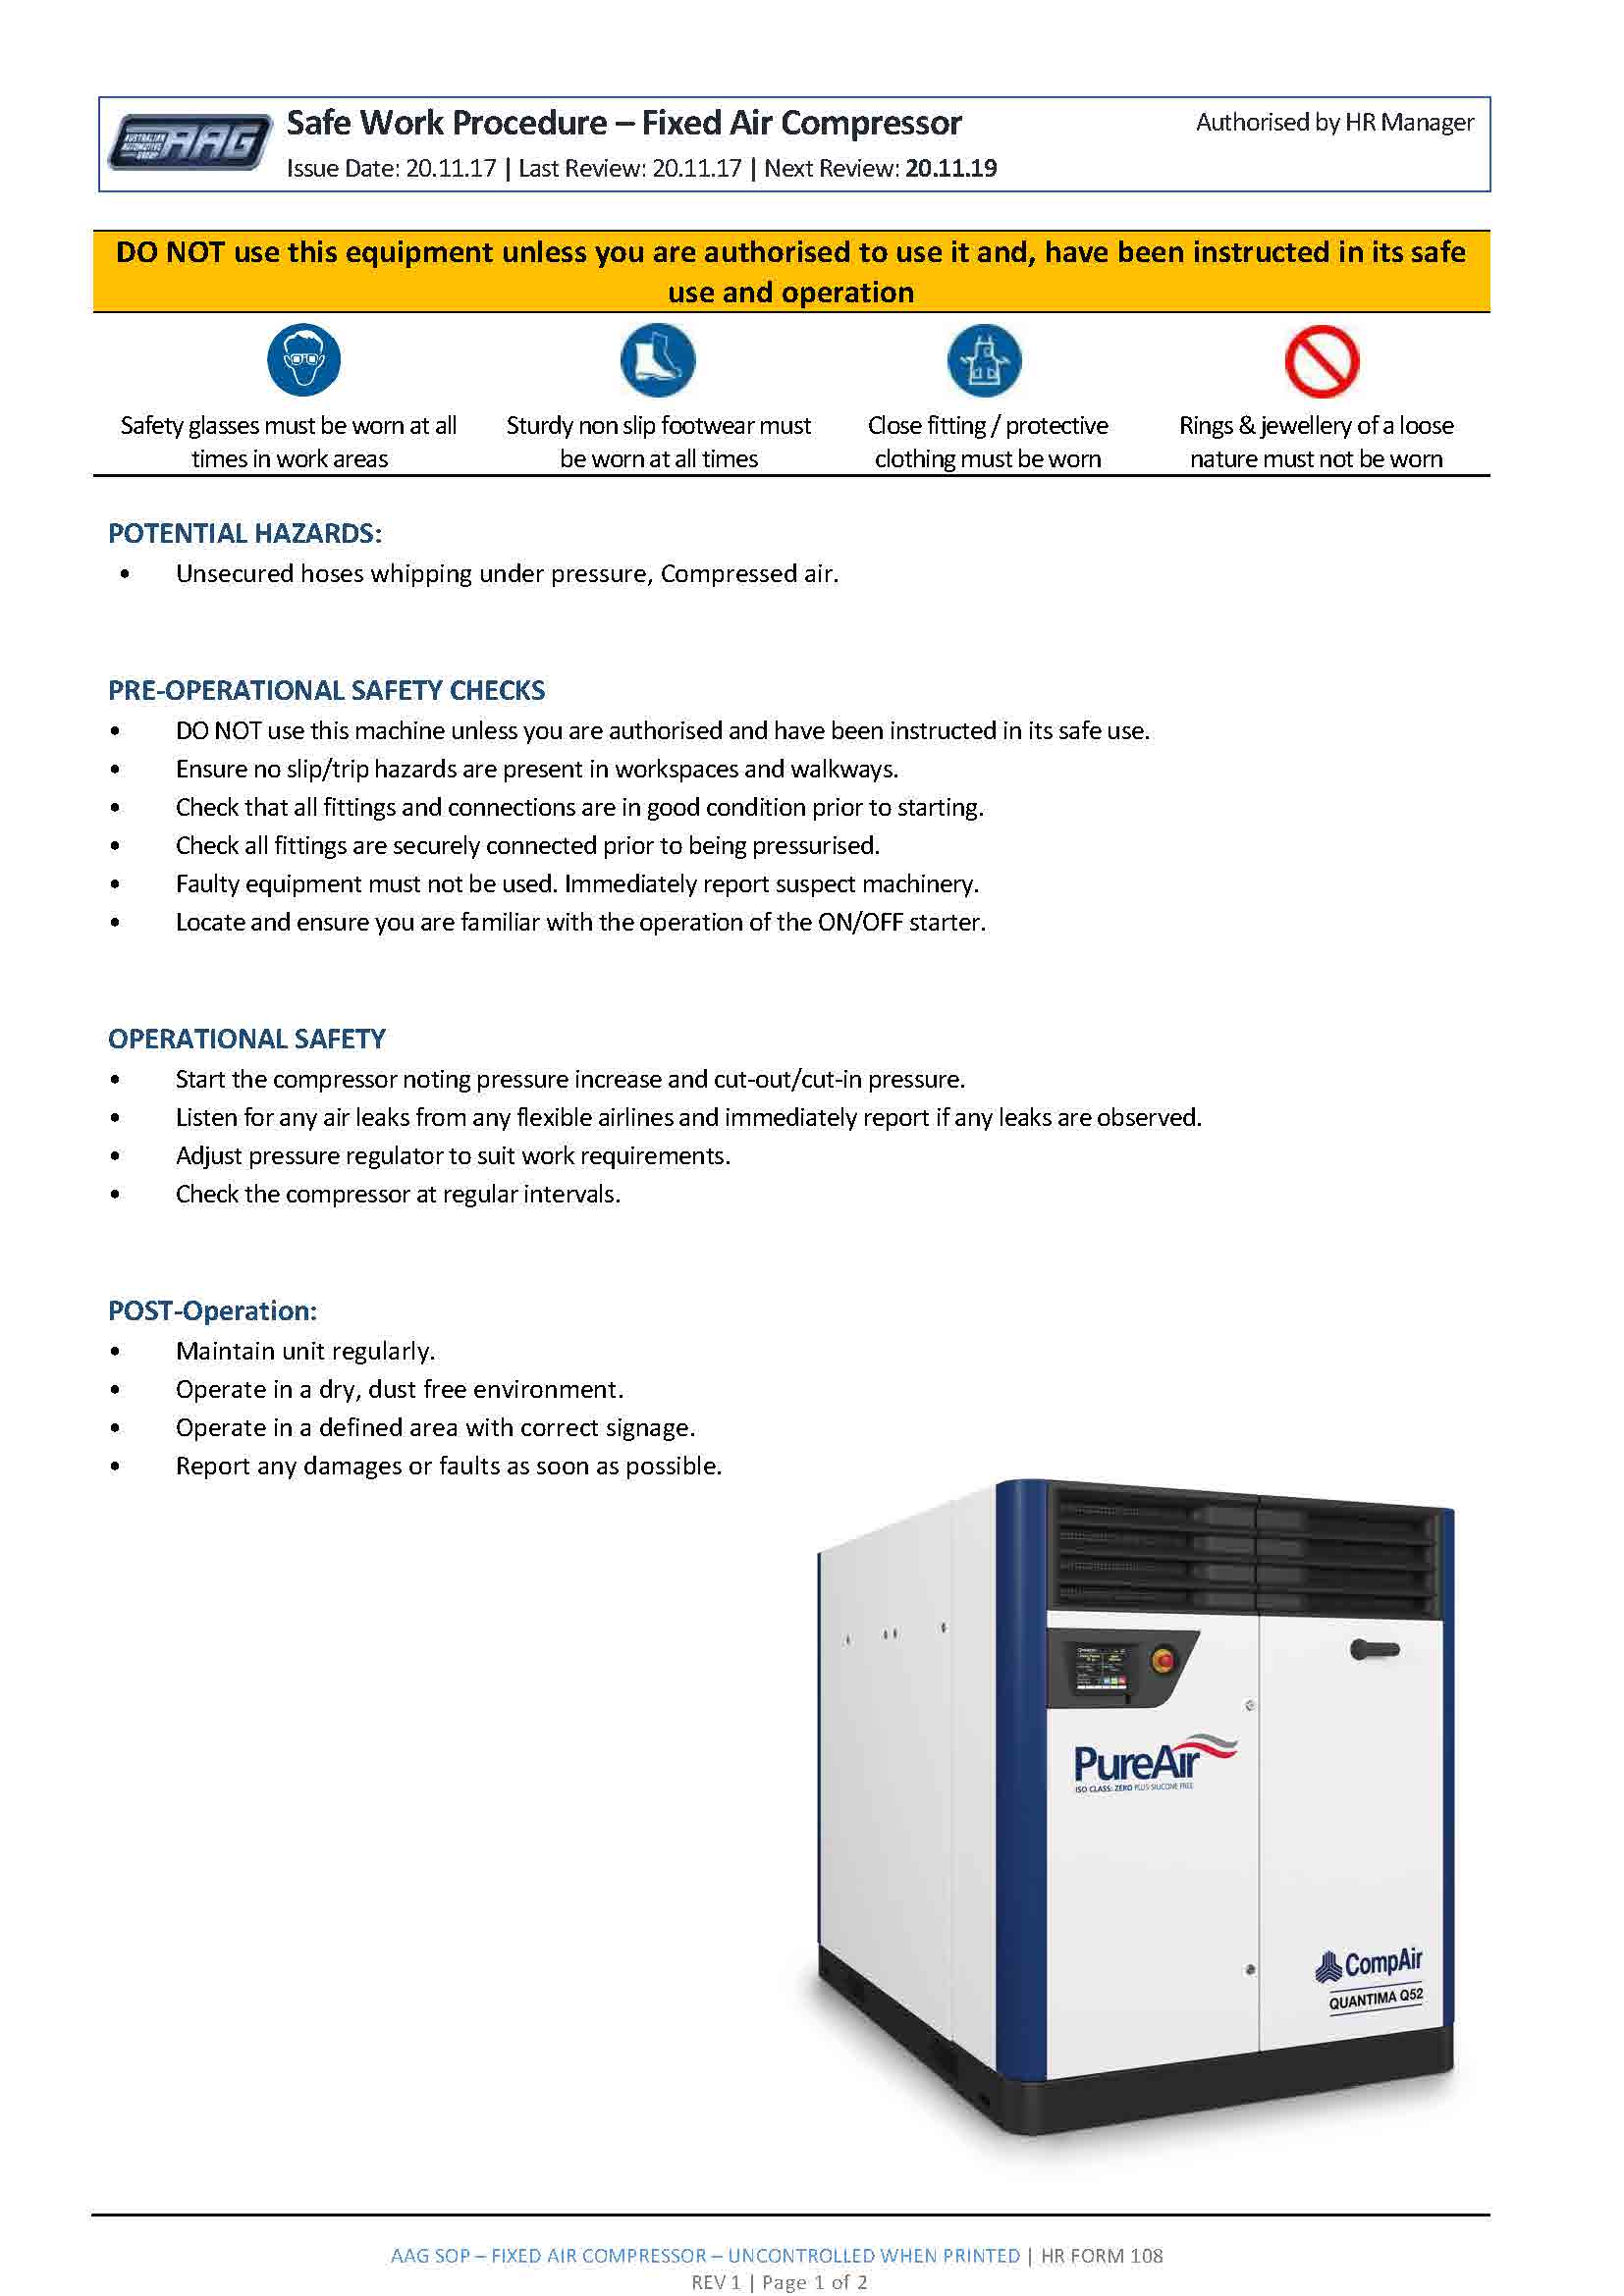 AUSTRALIAN
AUTOMOTIVE
GROUP
AAG
Safe Work Procedure – Fixed Air Compressor
Authorised by HR Manager
Issue Date: 20.11.17 | Last Review: 20.11.17 | Next Review: 20.11.19
DO NOT use this equipment unless you are authorised to use it and, have been instructed in its safe
use and operation
Safety glasses must be worn at all
times in work areas
Sturdy non slip footwear must
be worn at all times
Close fitting / protective
clothing must be worn
Rings & jewellery of a loose
nature must not be worn
POTENTIAL HAZARDS:
• Unsecured hoses whipping under pressure, Compressed air.
PRE-OPERATIONAL SAFETY CHECKS
• DO NOT use this machine unless you are authorised and have been instructed in its safe use.
• Ensure no slip/trip hazards are present in workspaces and walkways.
• Check that all fittings and connections are in good condition prior to starting.
• Check all fittings are securely connected prior to being pressurised.
• Faulty equipment must not be used. Immediately report suspect machinery.
• Locate and ensure you are familiar with the operation of the ON/OFF starter.
OPERATIONAL SAFETY
• Start the compressor noting pressure increase and cut-out/cut-in pressure.
• Listen for any air leaks from any flexible airlines and immediately report if any leaks are observed.
• Adjust pressure regulator to suit work requirements.
• Check the compressor at regular intervals.
POST-Operation:
• Maintain unit regularly.
• Operate in a dry, dust free environment.
• Operate in a defined area with correct signage.
• Report any damages or faults as soon as possible.
PureAir
ISO CLASS: ZERO PLUS SILICONE FREE
CompAir
QUANTIMA Q52
AAG SOP – FIXED AIR COMPRESSOR – UNCONTROLLED WHEN PRINTED | HR FORM 108
REV 1 | Page 1 of 2